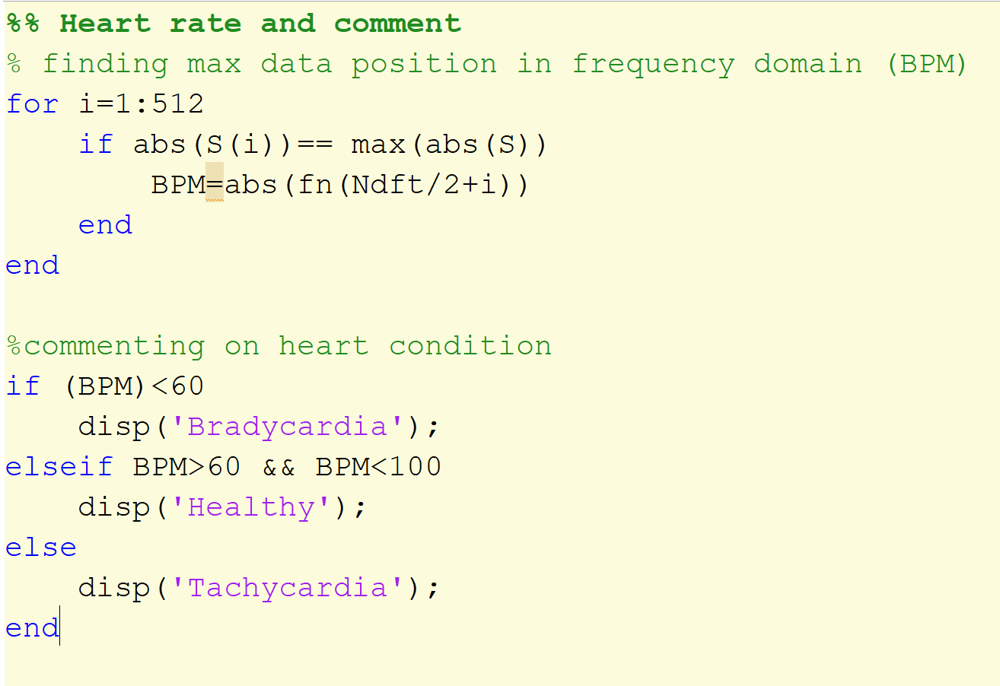 %% Heart rate and comment
% finding max data position in frequency domain (BPM)
for i=1:512
    if abs(S(i))== max(abs(S))
        BPM=abs(fn(Ndft/2+i))
    end
end

%commenting on heart condition
if (BPM)<60
    disp('Bradycardia');
elseif BPM>60 && BPM<100
    disp('Healthy');
else
    disp('Tachycardia');
end